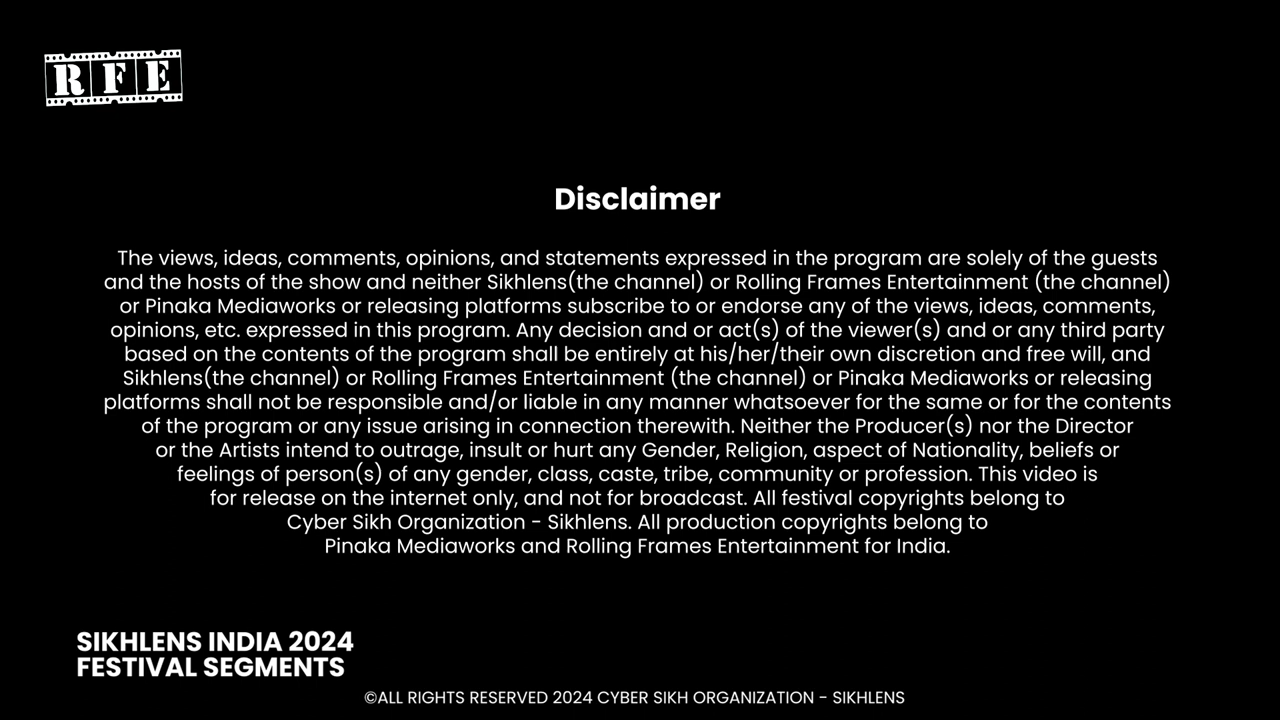 R F E
Disclaimer
The views, ideas, comments, opinions, and statements expressed in the program are solely of the guests
and the hosts of the show and neither Sikhlens(the channel) or Rolling Frames Entertainment (the channel)
or Pinaka Mediaworks or releasing platforms subscribe to or endorse any of the views, ideas, comments,
opinions, etc. expressed in this program. Any decision and or act(s) of the viewer(s) and or any third party
based on the contents of the program shall be entirely at his/her/their own discretion and free will, and
Sikhlens(the channel) or Rolling Frames Entertainment (the channel) or Pinaka Mediaworks or releasing
platforms shall not be responsible and/or liable in any manner whatsoever for the same or for the contents
of the program or any issue arising in connection therewith. Neither the Producer(s) nor the Director
or the Artists intend to outrage, insult or hurt any Gender, Religion, aspect of Nationality, beliefs or
feelings of person(s) of any gender, class, caste, tribe, community or profession. This video is
for release on the internet only, and not for broadcast. All festival copyrights belong to
Cyber Sikh Organization - Sikhlens. All production copyrights belong to
Pinaka Mediaworks and Rolling Frames Entertainment for India.
SIKHLENS INDIA 2024
FESTIVAL SEGMENTS
©ALL RIGHTS RESERVED 2024 CYBER SIKH ORGANIZATION - SIKHLENS